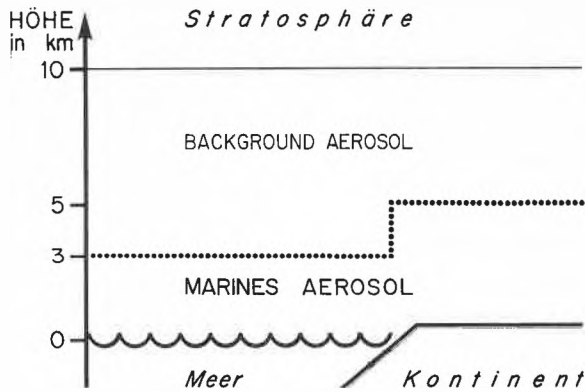 HÖHE
in km
Stratosphäre
10
BACKGROUND AEROSOL
5
3
MARINES AEROSOL
0
Meer
Kontinent